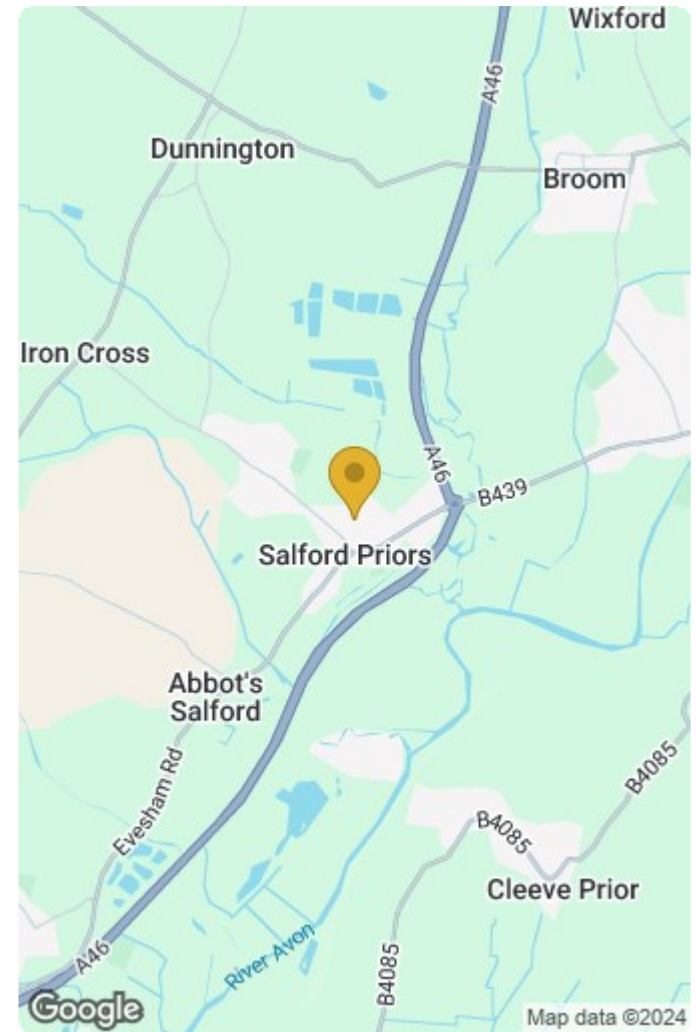 Wixford
A46
Dunnington
Broom
Iron Cross
A46
B439
Salford Priors
Abbot's
Salford
B4085
Evesham Rd
B4085
Cleeve Prior
A46
River Avon
B4085
Google
Map data ©2024